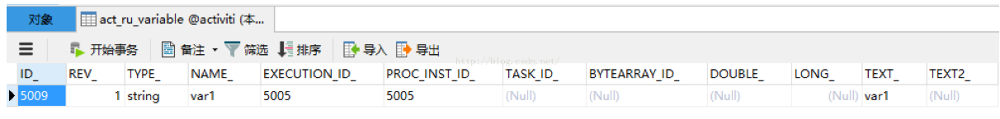 对象 act_ru_variable @activiti (本...
开始事务 备注 筛选 排序 导入 导出
http://blog.csdn.net/
ID_ REV_ TYPE_ NAME_ EXECUTION_ID_ PROC_INST_ID_ TASK_ID_ BYTEARRAY_ID_ DOUBLE_ LONG_ TEXT_ TEXT2_
5009 1 string var1 5005 5005 (Null) (Null) (Null) (Null) var1 (Null)